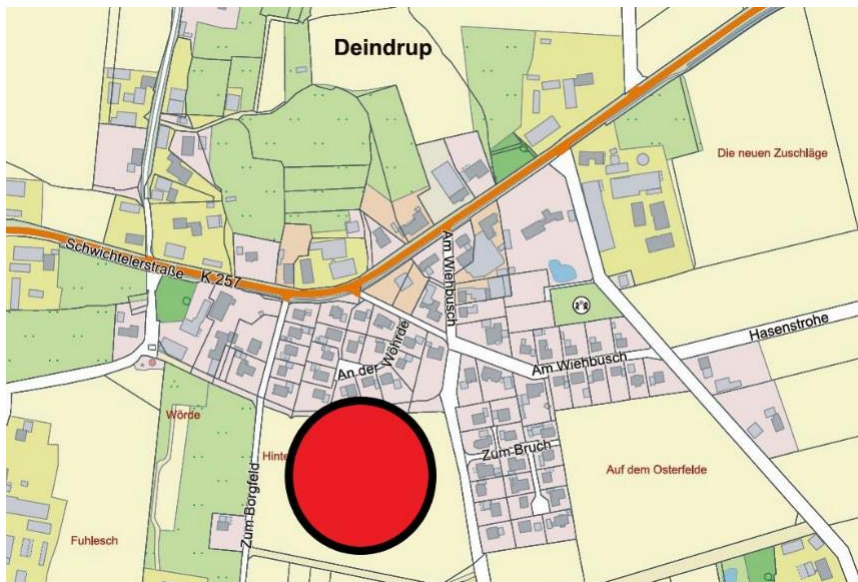 Deindrup
Die neuen Zuschläge
Schwichtelerstraße K 257
Am Wiehbusch
Hasenstrohe
An der Wöhrde
Am Wiehbusch
Wörde
Zum Bruch
Auf dem Osterfelde
Zum Borgfeld
Fuhlesch